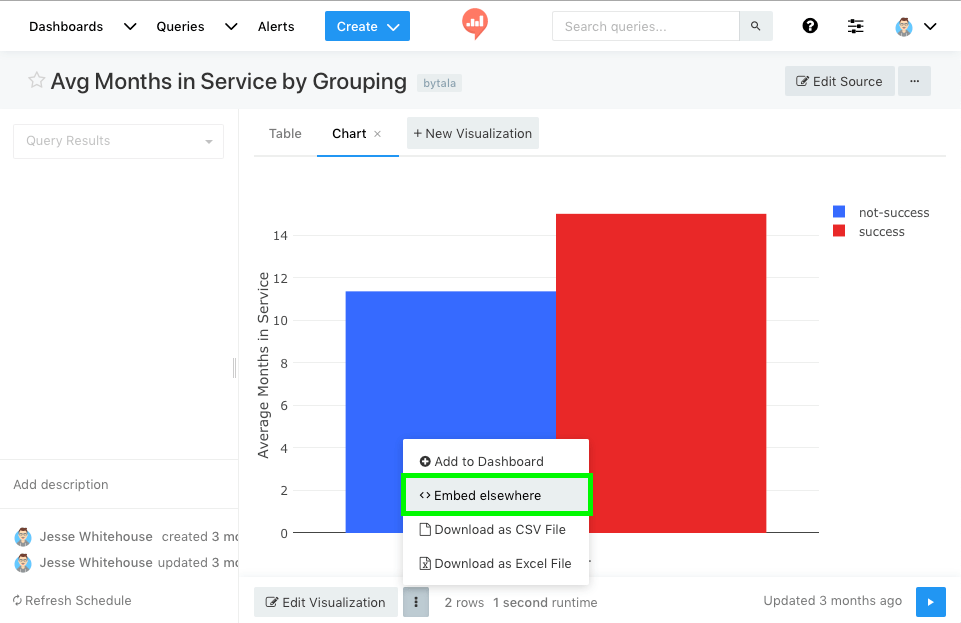 Dashboards Queries Alerts Create Search queries...
Avg Months in Service by Grouping bytala Edit Source ...
Query Results
Table Chart × + New Visualization
not-success
success
Average Months in Service
14
12
10
8
6
4
2
0
Add to Dashboard
<> Embed elsewhere
Download as CSV File
Download as Excel File
Add description
Jesse Whitehouse created 3 mo
Jesse Whitehouse updated 3 mo
Refresh Schedule
Edit Visualization 2 rows 1 second runtime Updated 3 months ago